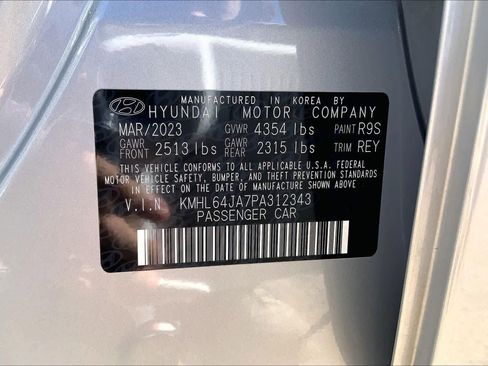 MANUFACTURED IN KOREA BY
HYUNDAI MOTOR COMPANY
MAR/2023 GVWR 4354 lbs PAINT R9S
GAWR FRONT 2513 lbs GAWR REAR 2315 lbs TRIM REY
THIS VEHICLE CONFORMS TO ALL APPLICABLE U.S.A. FEDERAL
MOTOR VEHICLE SAFETY, BUMPER, AND THEFT PREVENTION STANDARDS
IN EFFECT ON THE DATE OF MANUFACTURE SHOWN ABOVE.
V.I.N KMHL64JA7PA312343
PASSENGER CAR